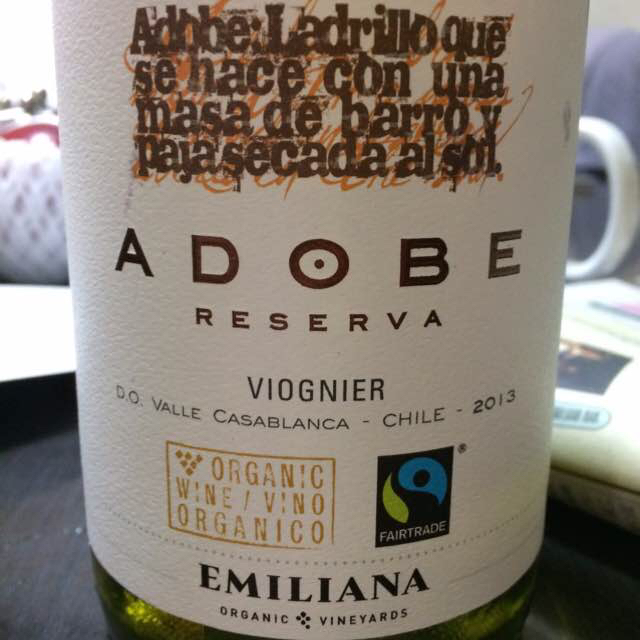 Adobe: Ladrillo que
se hace con una
masa de barro y
paja secada al sol.
ADOBE
RESERVA
VIOGNIER
D.O. VALLE CASABLANCA - CHILE - 2013
ORGANIC
WINE / VINO
ORGANICO
®
FAIRTRADE
EMILIANA
ORGANIC VINEYARDS